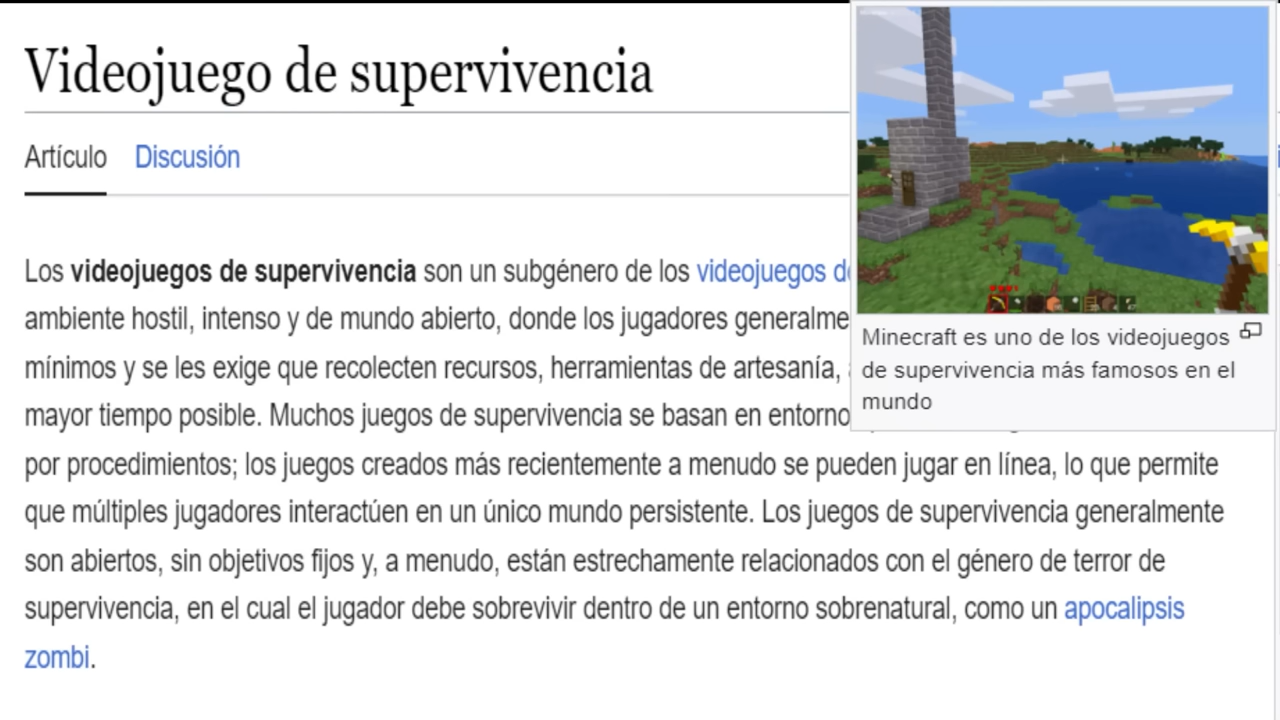 Videojuego de supervivencia
Artículo Discusión
Los videojuegos de supervivencia son un subgénero de los videojuegos
ambiente hostil, intenso y de mundo abierto, donde los jugadores
mínimos y se les exige que recolecten recursos, herramientas de artesanía,
mayor tiempo posible. Muchos juegos de supervivencia se basan en
por procedimientos; los juegos creados más recientemente a menudo se pueden jugar en línea, lo que permite
que múltiples jugadores interactúen en un único mundo persistente. Los juegos de supervivencia generalmente
son abiertos, sin objetivos fijos y, a menudo, están estrechamente relacionados con el género de terror de
supervivencia, en el cual el jugador debe sobrevivir dentro de un entorno sobrenatural, como un apocalipsis
zombi.
Minecraft es uno de los videojuegos
de supervivencia más famosos en el
mundo